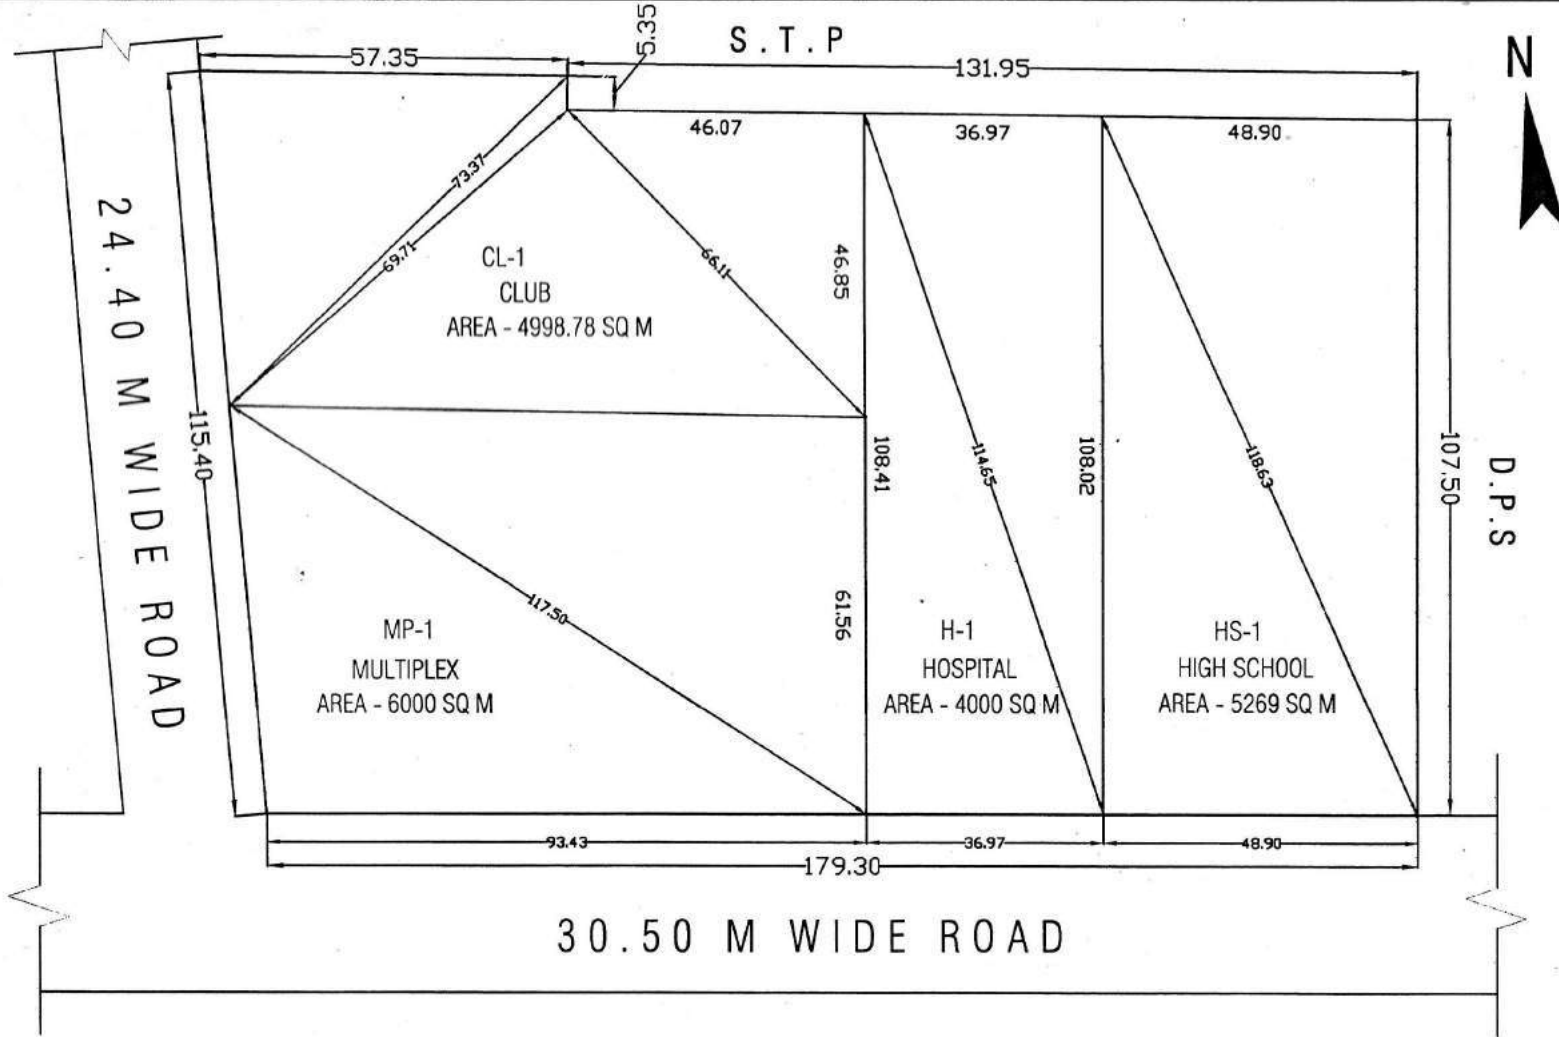 57.35
5.35
S.T.P
131.95
N
46.07
36.97
48.90
73.37
69.71
66.11
46.85
CL-1
CLUB
AREA - 4998.78 SQ M
24.40 M WIDE ROAD
115.40
108.41
114.65
108.02
118.63
107.50
D.P.S
117.50
61.56
MP-1
MULTIPLEX
AREA - 6000 SQ M
H-1
HOSPITAL
AREA - 4000 SQ M
HS-1
HIGH SCHOOL
AREA - 5269 SQ M
93.43
36.97
48.90
179.30
30.50 M WIDE ROAD